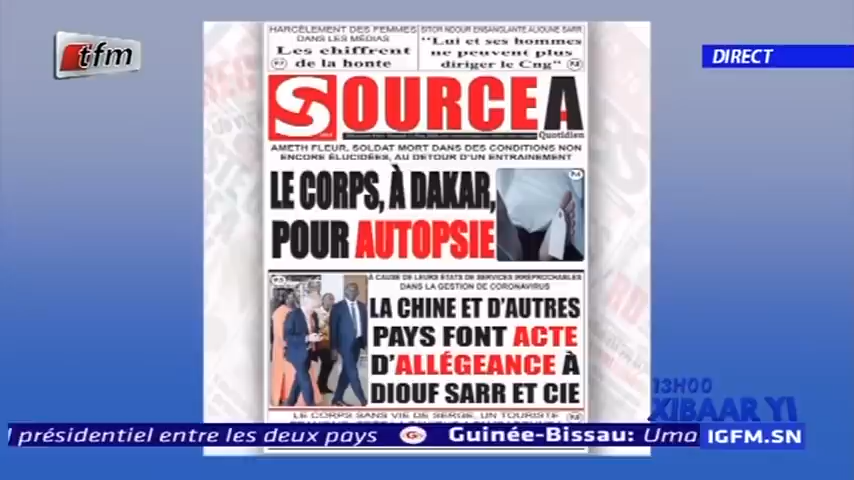 tfm
DIRECT
HARCÈLEMENT DES FEMMES
DANS LES MÉDIAS
Les chiffrent
de la honte
SITOR NDOUR ENSANGLANTE ALIOUNE SARR
"Lui et ses hommes
ne peuvent plus
diriger le Cng"
SOURCEA
Quotidien
AMETH FLEUR, SOLDAT MORT DANS DES CONDITIONS NON
ENCORE ÉLUCIDÉES, AU DÉTOUR D'UN ENTRAINEMENT
LE CORPS, À DAKAR,
POUR AUTOPSIE
À CAUSE DE LEURS ÉTATS DE SERVICES IRRÉPROCHABLES
DANS LA GESTION DE CORONAVIRUS
LA CHINE ET D'AUTRES
PAYS FONT ACTE
D'ALLÉGEANCE À
DIOUF SARR ET CIE
LE CORPS SANS VIE DE SERGE, UN TOURISTE
13H00
XIBAAR YI
présidentiel entre les deux pays
Guinée-Bissau: Uma
IGFM.SN